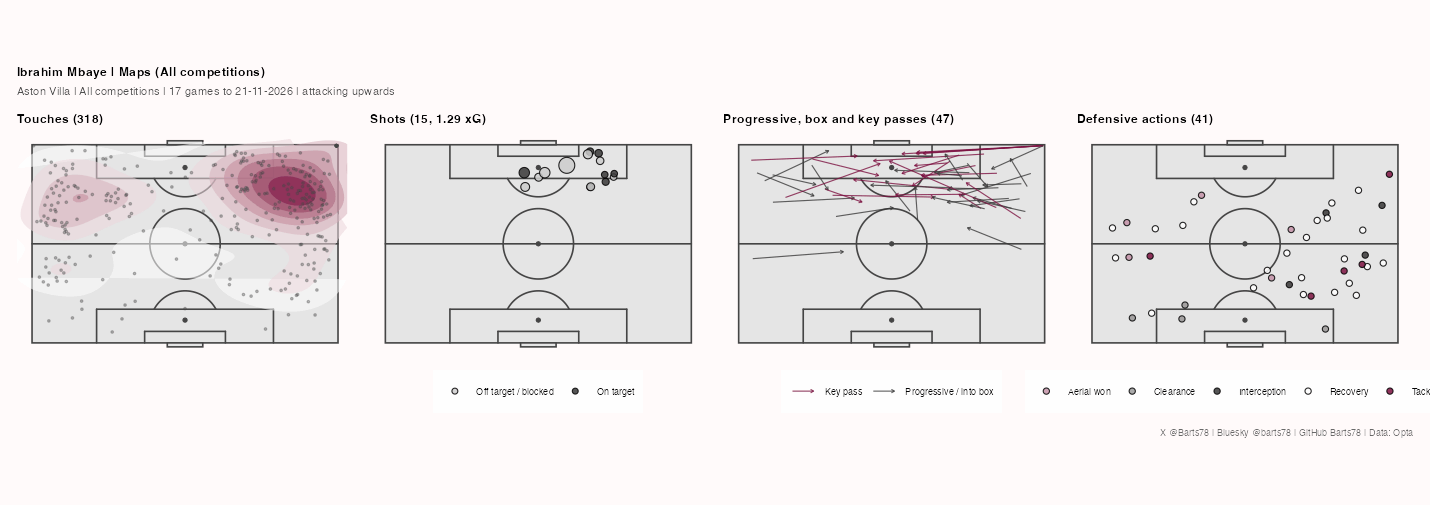 Ibrahim Mbaye | Maps (All competitions)
Aston Villa | All competitions | 17 games to 21-11-2026 | attacking upwards
Touches (318)
Shots (15, 1.29 xG)
Progressive, box and key passes (47)
Defensive actions (41)
Off target / blocked
On target
Key pass
Progressive / into box
Aerial won
Clearance
Interception
Recovery
Tack
X @Barts78 | Bluesky @barts78 | GitHub Barts78 | Data: Opta